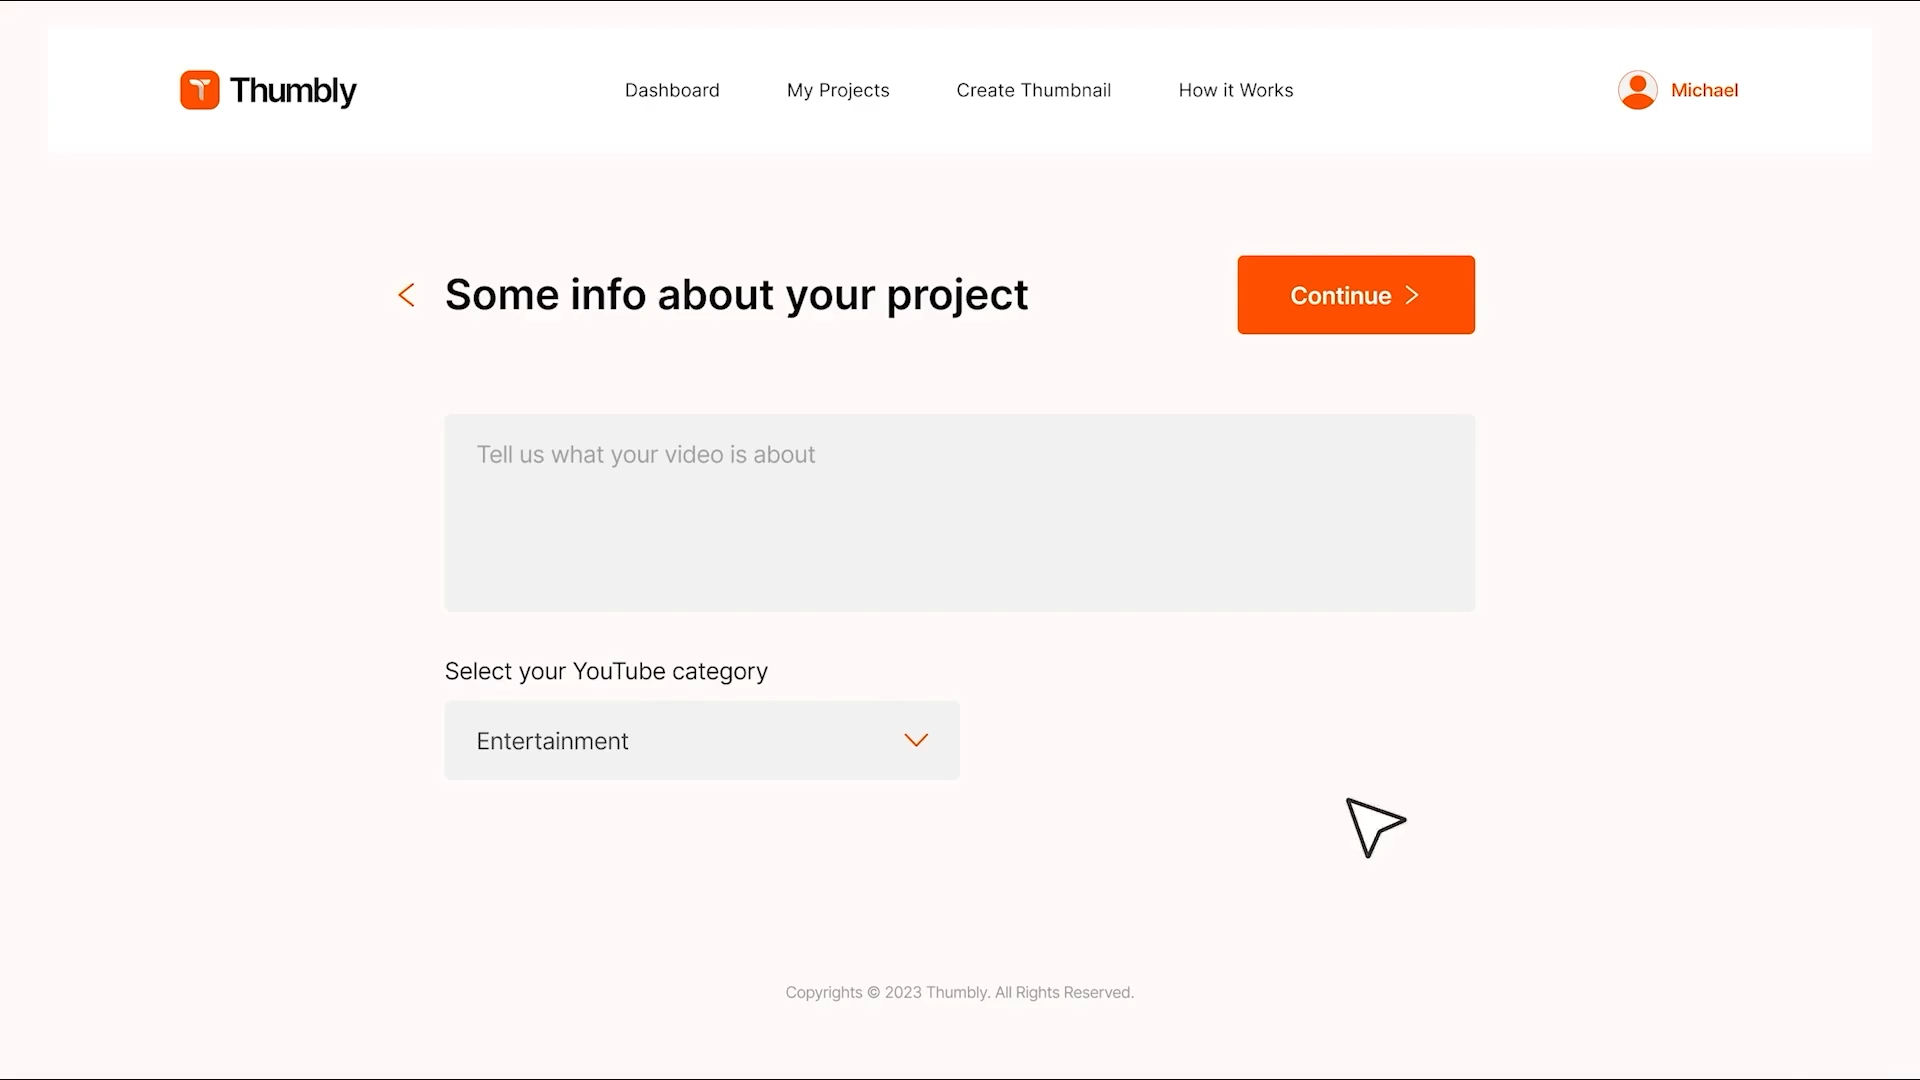 Thumbly
Dashboard
My Projects
Create Thumbnail
How it Works
Michael
Some info about your project
Continue
Tell us what your video is about
Select your YouTube category
Entertainment
Copyrights © 2023 Thumbly. All Rights Reserved.